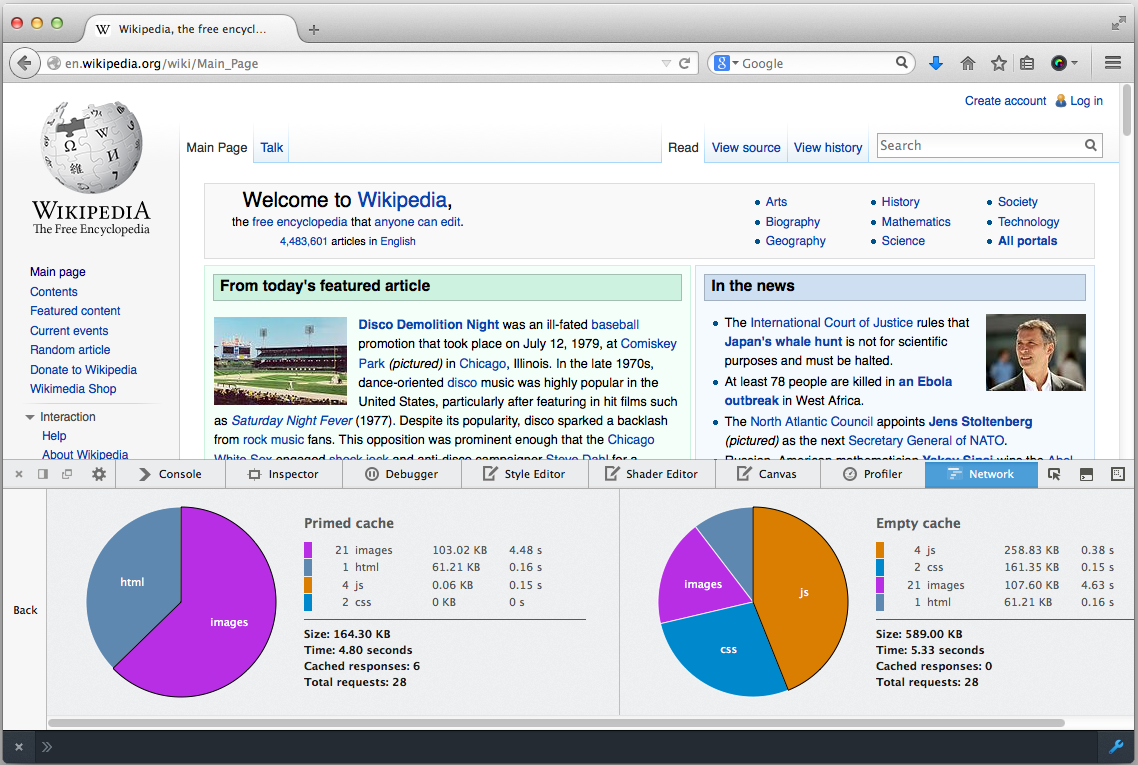 Wikipedia, the free encycl...
en.wikipedia.org/wiki/Main_Page
Google
Create account Log in
Main Page Talk Read View source View history Search
WIKIPEDIA
The Free Encyclopedia
Main page
Contents
Featured content
Current events
Random article
Donate to Wikipedia
Wikimedia Shop
Interaction
Help
About Wikipedia
Welcome to Wikipedia,
the free encyclopedia that anyone can edit.
4,483,601 articles in English
Arts
Biography
Geography
History
Mathematics
Science
Society
Technology
All portals
From today's featured article
Disco Demolition Night was an ill-fated baseball
promotion that took place on July 12, 1979, at Comiskey
Park (pictured) in Chicago, Illinois. In the late 1970s,
dance-oriented disco music was highly popular in the
United States, particularly after featuring in hit films such
as Saturday Night Fever (1977). Despite its popularity, disco sparked a backlash
from rock music fans. This opposition was prominent enough that the Chicago
White Sox engaged shock jock and anti-disco campaigner Steve Dahl for a
In the news
The International Court of Justice rules that
Japan's whale hunt is not for scientific
purposes and must be halted.
At least 78 people are killed in an Ebola
outbreak in West Africa.
The North Atlantic Council appoints Jens Stoltenberg
(pictured) as the next Secretary General of NATO.
Russian-American mathematician Yakov Sinai wins the Abel
Console Inspector Debugger Style Editor Shader Editor Canvas Profiler Network
Back
html
images
Primed cache
21 images 103.02 KB 4.48 s
1 html 61.21 KB 0.16 s
4 js 0.06 KB 0.15 s
2 css 0 KB 0 s
Size: 164.30 KB
Time: 4.80 seconds
Cached responses: 6
Total requests: 28
images
js
css
Empty cache
4 js 258.83 KB 0.38 s
2 css 161.35 KB 0.15 s
21 images 107.60 KB 4.63 s
1 html 61.21 KB 0.16 s
Size: 589.00 KB
Time: 5.33 seconds
Cached responses: 0
Total requests: 28